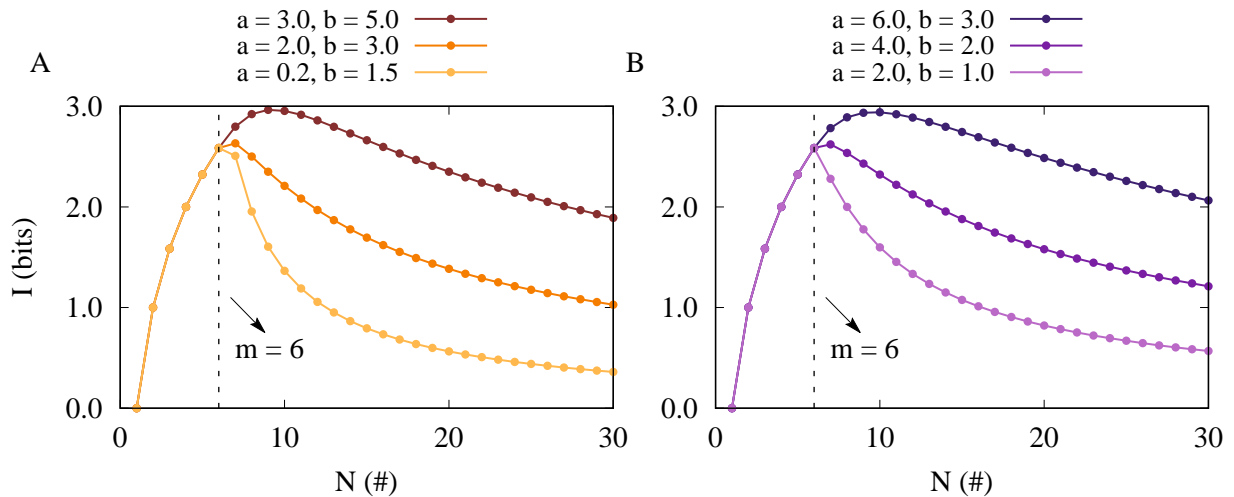 a = 3.0, b = 5.0
a = 2.0, b = 3.0
a = 0.2, b = 1.5
A
I (bits)
3.0
2.0
1.0
0.0
m = 6
0
10
20
30
N (#)
a = 6.0, b = 3.0
a = 4.0, b = 2.0
a = 2.0, b = 1.0
B
3.0
2.0
1.0
0.0
m = 6
0
10
20
30
N (#)